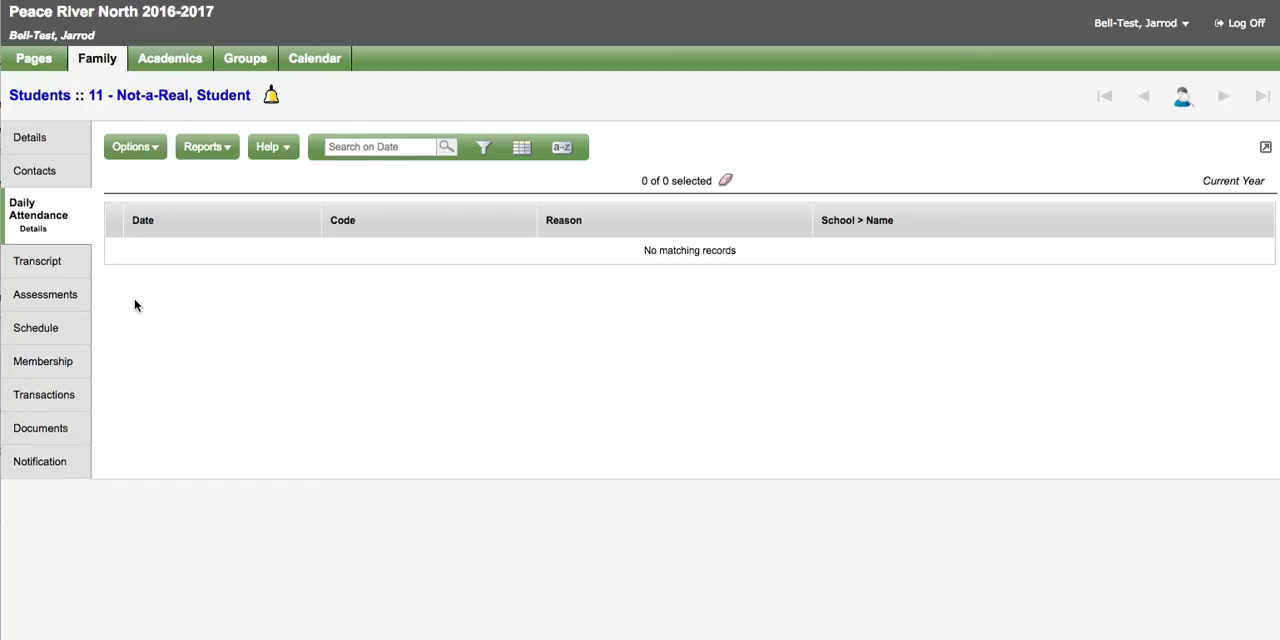 Peace River North 2016-2017
Bell-Test, Jarrod
Bell-Test, Jarrod
Log Off
Pages
Family
Academics
Groups
Calendar
Students :: 11 - Not-a-Real, Student
Details
Contacts
Daily
Attendance
Details
Transcript
Assessments
Schedule
Membership
Transactions
Documents
Notification
Options
Reports
Help
Search on Date
a-z
0 of 0 selected
Current Year
Date
Code
Reason
School > Name
No matching records